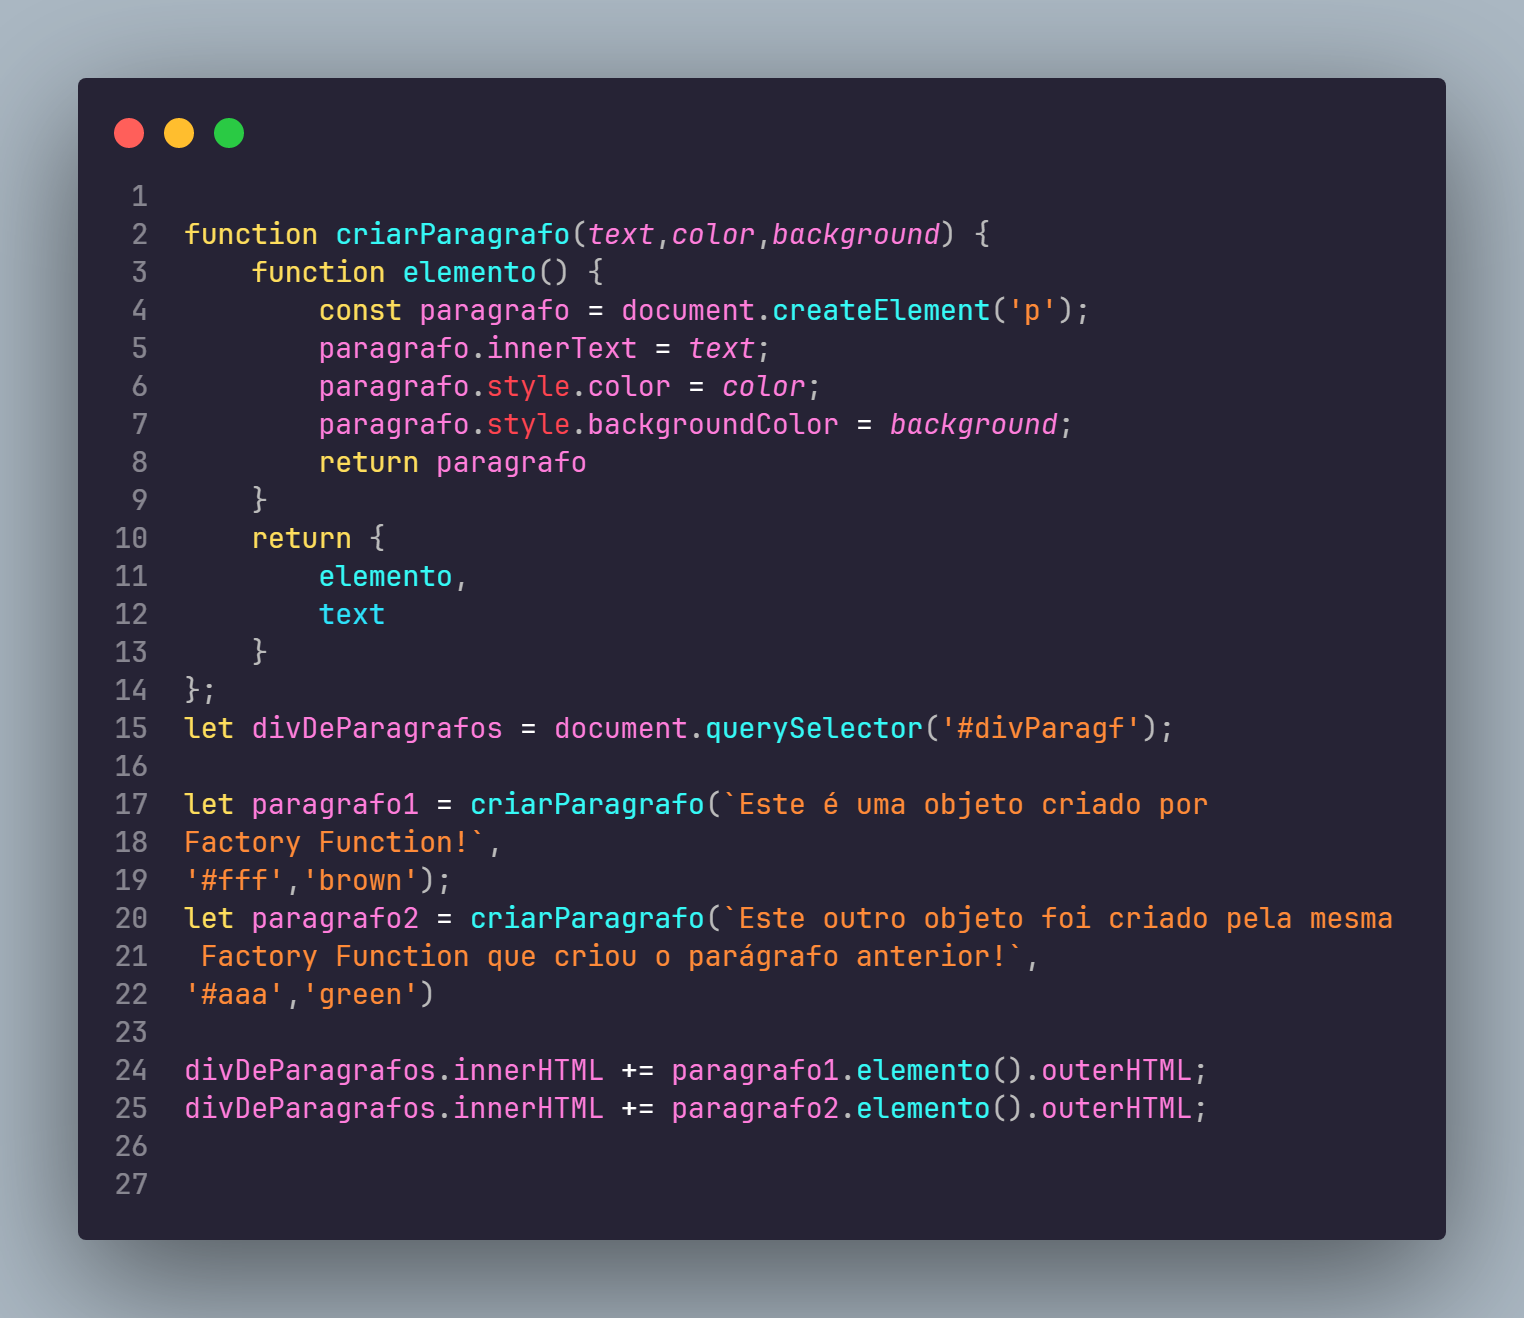 1
2 function criarParagrafo(text,color,background) {
3     function elemento() {
4         const paragrafo = document.createElement('p');
5         paragrafo.innerText = text;
6         paragrafo.style.color = color;
7         paragrafo.style.backgroundColor = background;
8         return paragrafo
9     }
10     return {
11         elemento,
12         text
13     }
14 };
15 let divDeParagrafos = document.querySelector('#divParagf');
16
17 let paragrafo1 = criarParagrafo(`Este é uma objeto criado por
18 Factory Function!`,
19 '#fff','brown');
20 let paragrafo2 = criarParagrafo(`Este outro objeto foi criado pela mesma
21  Factory Function que criou o parágrafo anterior!`,
22 '#aaa','green')
23
24 divDeParagrafos.innerHTML += paragrafo1.elemento().outerHTML;
25 divDeParagrafos.innerHTML += paragrafo2.elemento().outerHTML;
26
27